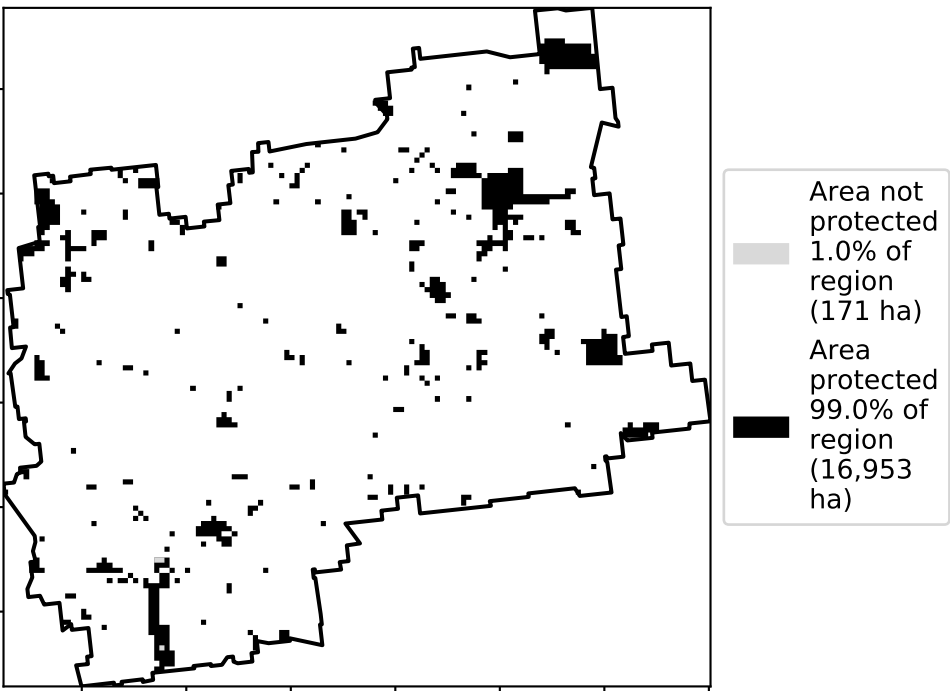 Area not
protected
1.0% of
region
(171 ha)
Area
protected
99.0% of
region
(16,953
ha)